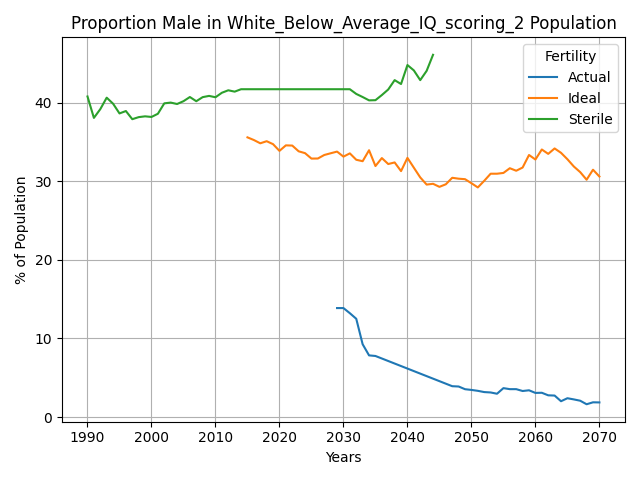 Proportion Male in White_Below_Average_IQ_scoring_2 Population
Fertility
Actual
Ideal
Sterile
% of Population
40
30
20
10
0
1990 2000 2010 2020 2030 2040 2050 2060 2070
Years